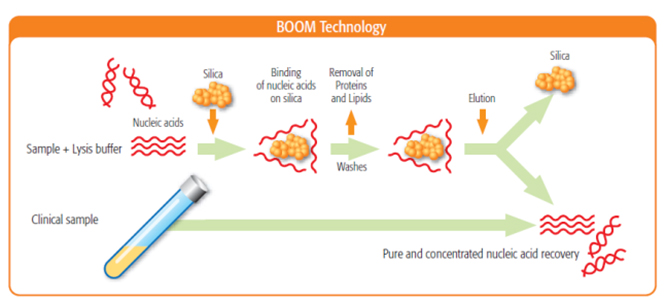 BOOM Technology
Silica
Binding
of nucleic acids
on silica
Removal of
Proteins
and Lipids
Elution
Silica
Nucleic acids
Sample + Lysis buffer
Washes
Clinical sample
Pure and concentrated nucleic acid recovery